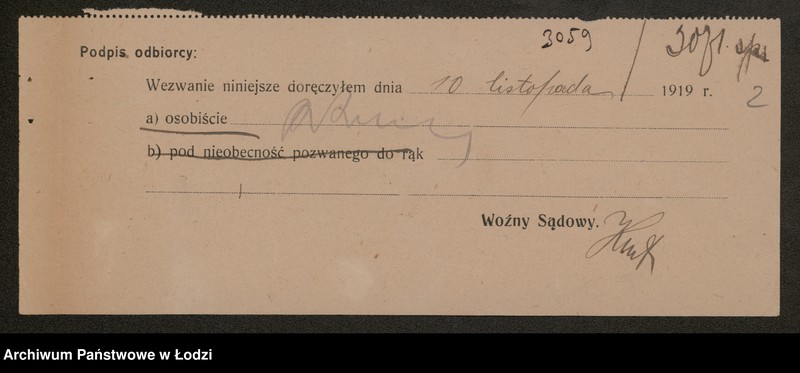 3059
Podpis odbiorcy:
Wezwanie niniejsze doręczyłem dnia 10 listopada 1919 r.
2
a) osobiście
b) pod nieobecność pozwanego do rąk
Woźny Sądowy.
Archiwum Państwowe w Łodzi